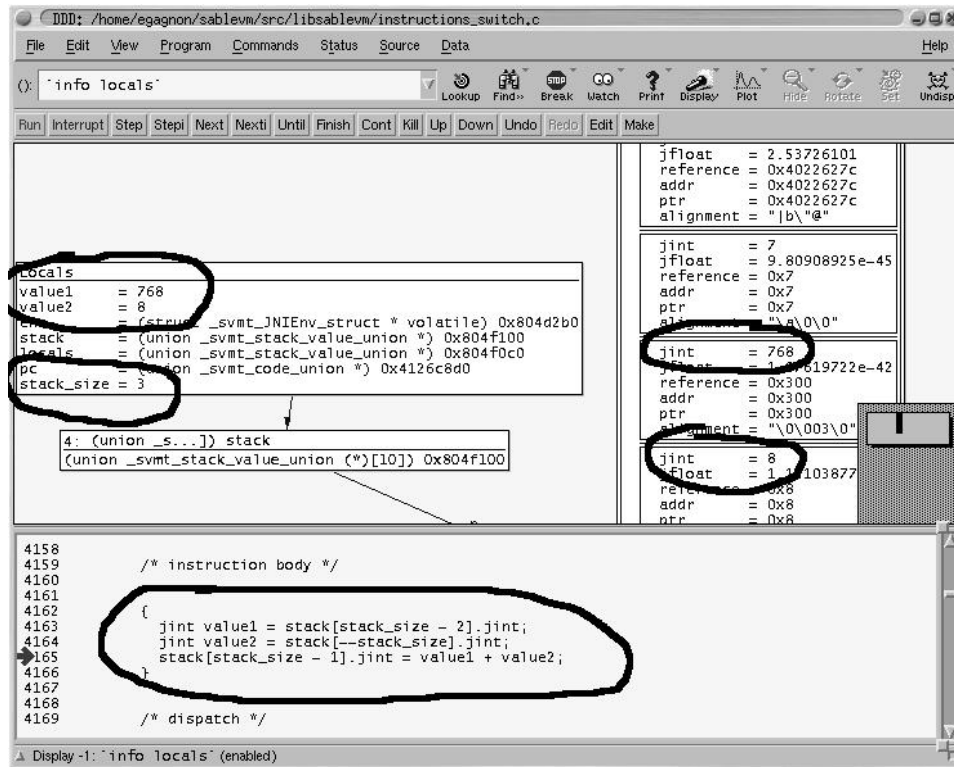 DDD: /home/egagnon/sablevm/src/libsablevm/instructions_switch.c
File Edit View Program Commands Status Source Data Help
(): `info locals`
Lookup Find» Break Watch Print Display Plot Hide Rotate Set Undisp
STOP
Run Interrupt Step Stepi Next Nexti Until Finish Cont Kill Up Down Undo Redo Edit Make
Locals
value1 = 768
value2 = 8
= (struct _svmt_JNIEnv_struct * volatile) 0x804d2b0
stack = (union _svmt_stack_value_union *) 0x804f100
locals = (union _svmt_stack_value_union *) 0x804f0c0
pc = (union _svmt_code_union *) 0x4126c8d0
stack_size = 3
4: (union _s...]) stack
(union _svmt_stack_value_union (*)[10]) 0x804f100
jfloat = 2.53726101
reference = 0x4022627c
addr = 0x4022627c
ptr = 0x4022627c
alignment = "|b\"@"
jint = 7
jfloat = 9.80908925e-45
reference = 0x7
addr = 0x7
ptr = 0x7
alignment = "\a\0\0"
jint = 768
jfloat =
reference = 0x300
addr = 0x300
ptr = 0x300
alignment = "\0\003\0"
jint = 8
jfloat =
reference = 0x8
addr = 0x8
ptr = 0x8
4158
4159 /* instruction body */
4160
4161
4162 {
4163 jint value1 = stack[stack_size - 2].jint;
4164 jint value2 = stack[--stack_size].jint;
4165 stack[stack_size - 1].jint = value1 + value2;
4166 }
4167
4168
4169 /* dispatch */
Display -1: `info locals` (enabled)